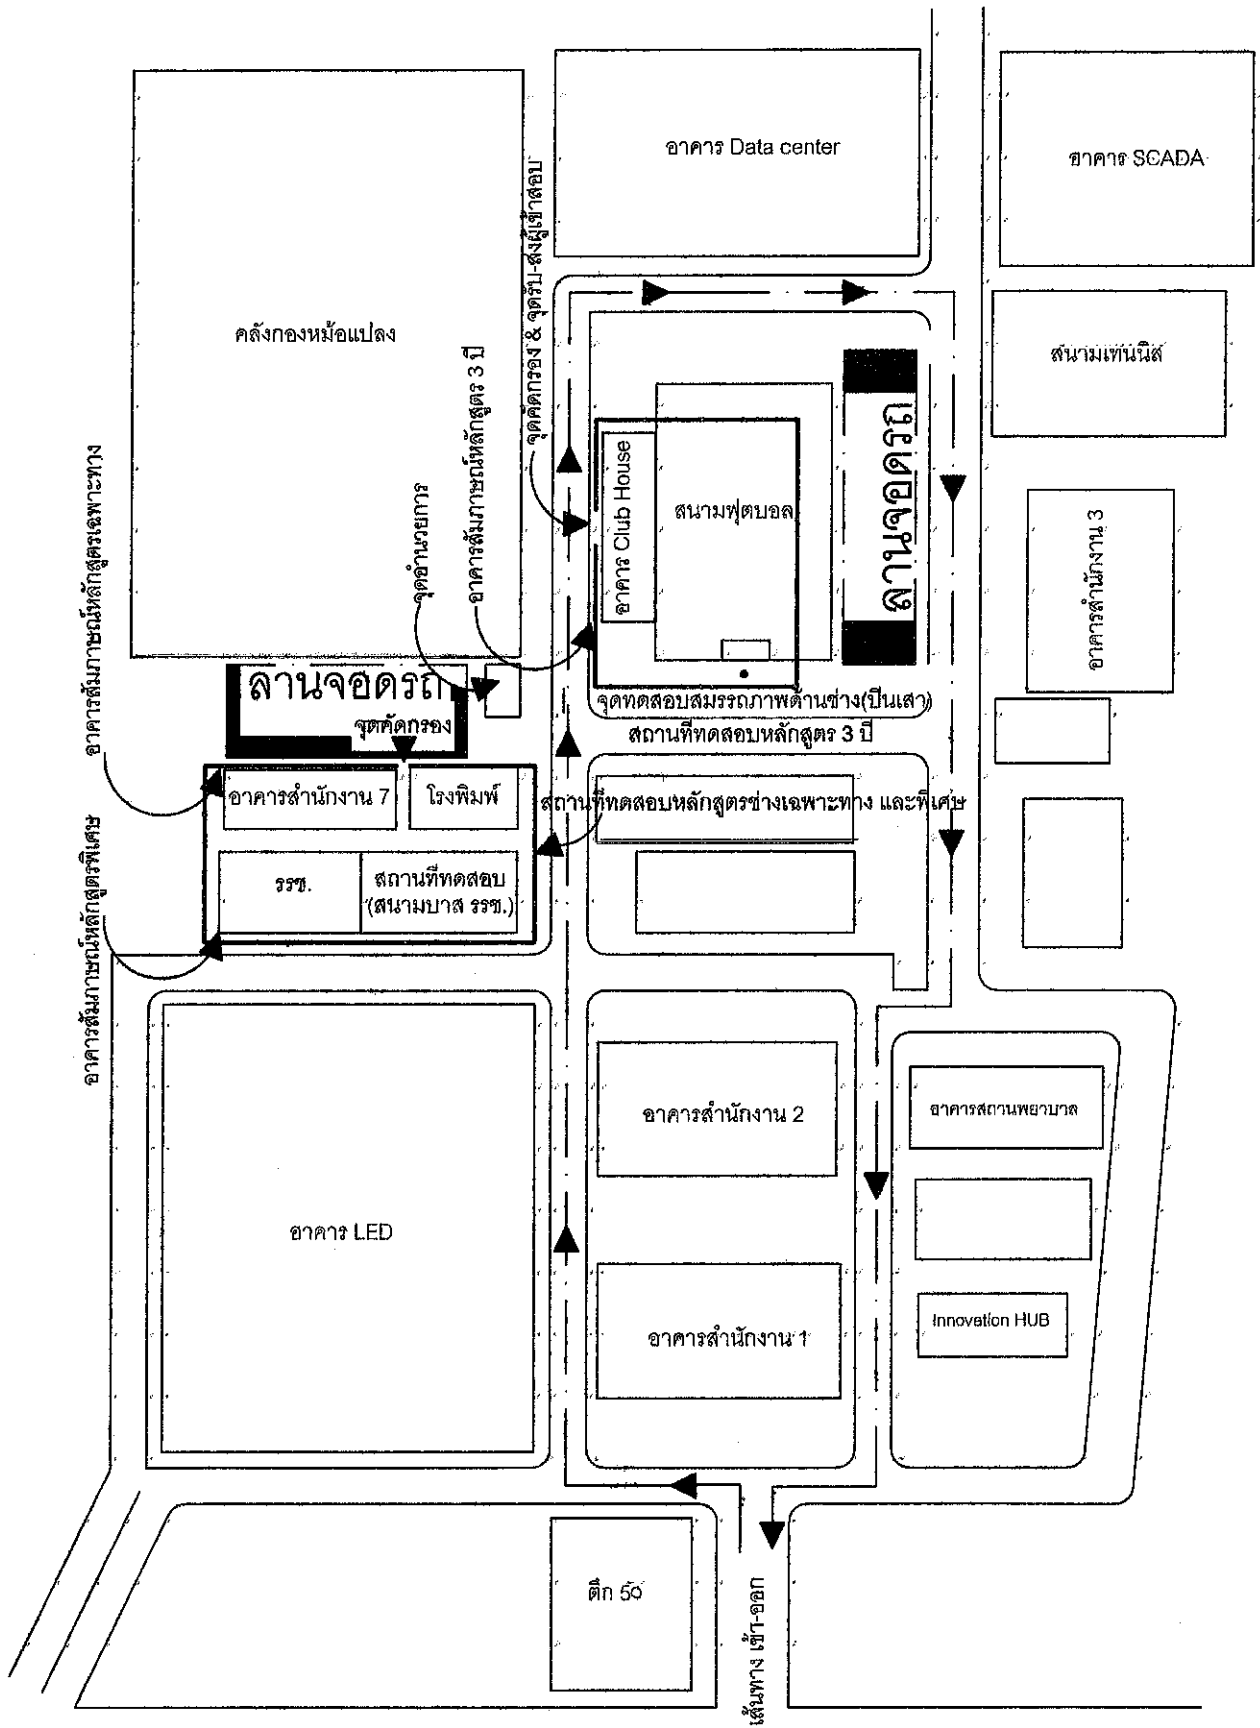 อาคาร Data center
อาคาร SCADA
จุดคัดกรอง & จุดรับ-ส่งผู้เข้าสอบ
คลังกองหม้อแปลง
สนามเทนนิส
อาคารสัมภาษณ์หลักสูตร 3 ปี
จุดอำนวยการ
อาคาร Club House
สนามฟุตบอล
ลานจอดรถ
อาคารสำนักงาน 3
อาคารสัมภาษณ์หลักสูตรเฉพาะทาง
ลานจอดรถ
จุดคัดกรอง
จุดทดสอบสมรรถภาพด้านช่าง(ปีนเสา)
สถานที่ทดสอบหลักสูตร 3 ปี
อาคารสำนักงาน 7
โรงพิมพ์
สถานที่ทดสอบหลักสูตรช่างเฉพาะทาง และพิเศษ
รรช.
สถานที่ทดสอบ
(สนามบาส รรช.)
อาคารสัมภาษณ์หลักสูตรพิเศษ
อาคารสำนักงาน 2
อาคารสถานพยาบาล
อาคาร LED
อาคารสำนักงาน 1
Innovation HUB
ตึก 50
เส้นทาง เข้า-ออก